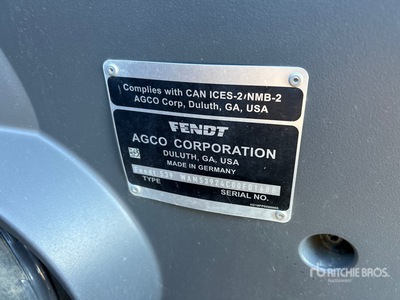 Complies with CAN ICES-2/NMB-2
AGCO Corp, Duluth, GA, USA
FENDT
AGCO CORPORATION
DULUTH, GA. USA
MADE IN GERMANY
TYPE
SERIAL NO.
rb RITCHIE BROS.